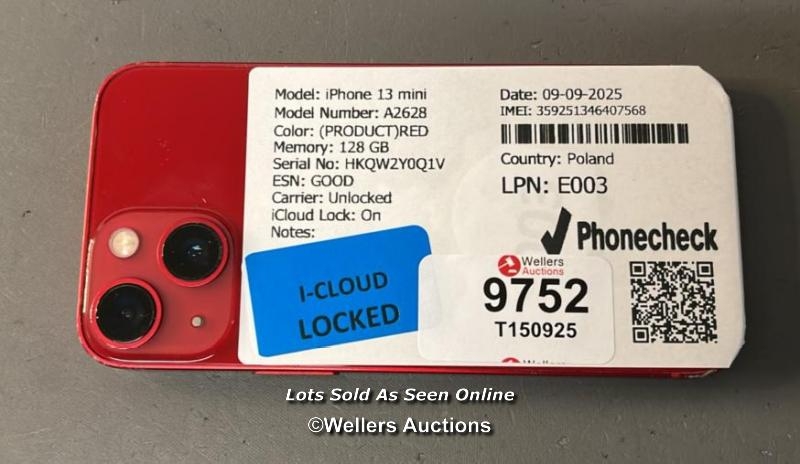 Model: iPhone 13 mini
Model Number: A2628
Color: (PRODUCT)RED
Memory: 128 GB
Serial No: HKQW2Y0Q1V
ESN: GOOD
Carrier: Unlocked
iCloud Lock: On
Notes:
Date: 09-09-2025
IMEI: 359251346407568
Country: Poland
LPN: E003
Phonecheck
I-CLOUD
LOCKED
Wellers
Auctions
9752
T150925
Lots Sold As Seen Online
©Wellers Auctions